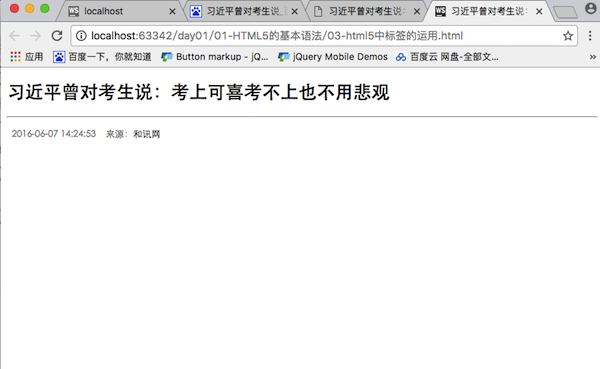 localhost
习近平曾对考生说_
习近平曾对考生说:
习近平曾对考生说:
localhost:63342/day01/01-HTML5的基本语法/03-html5中标签的运用.html
应用 百度一下，你就知道 Button markup - jQ... jQuery Mobile Demos 百度云 网盘-全部文...
习近平曾对考生说：考上可喜考不上也不用悲观
2016-06-07 14:24:53 来源：和讯网